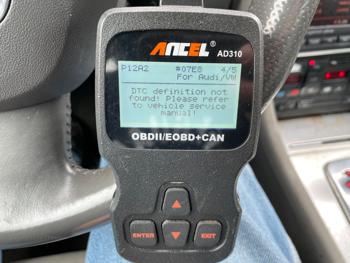 ANCEL® AD310
P12A2 #07E8 4/5
For Audi/VW
DTC definition not
found! Please refer
to vehicle service
manual!
OBDII/EOBD+CAN
ENTER EXIT